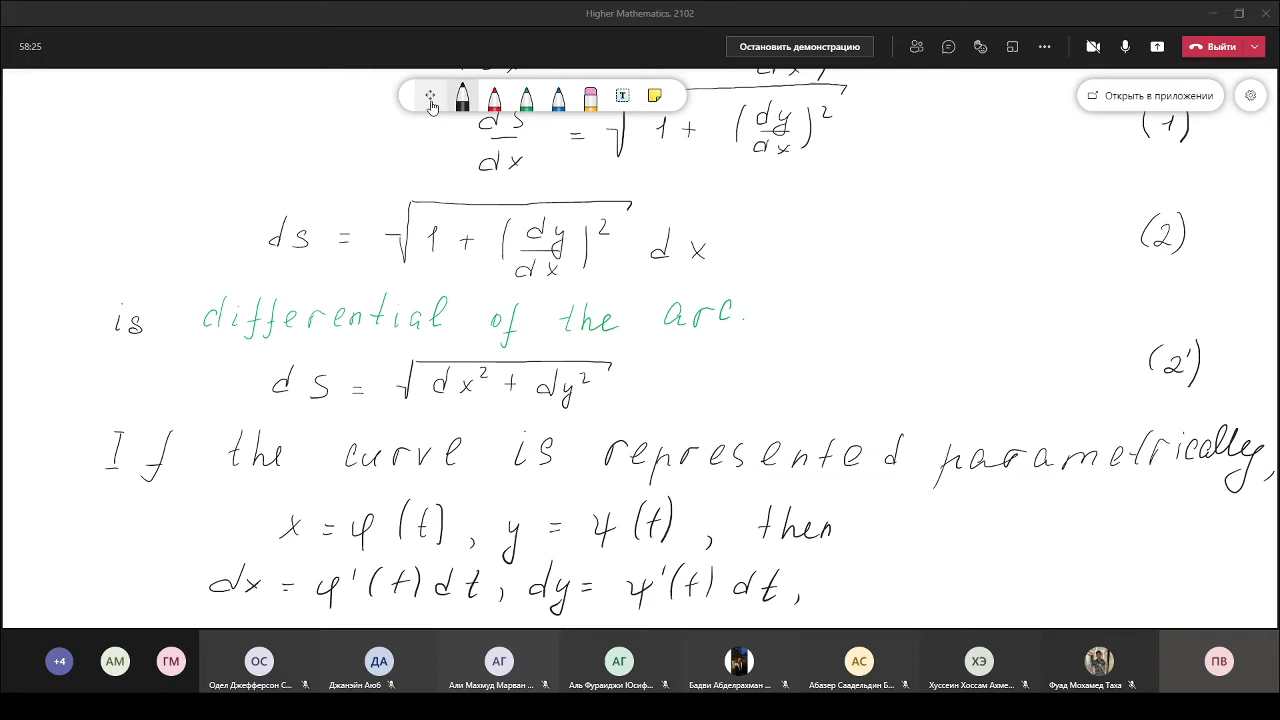 Higher Mathematics, 2102
58:25
Остановить демонстрацию
Выйти
Открыть в приложении
ds/dx = √(1 + (dy/dx)²) (1)
ds = √(1 + (dy/dx)²) dx (2)
is differential of the arc.
ds = √(dx² + dy²) (2')
If the curve is represented parametrically,
x = φ(t], y = ψ(t), then
dx = φ'(t)dt, dy = ψ'(t) dt,
+4
АМ
ГМ
ОС
ДА
АГ
АГ
АС
ХЭ
ПВ
Одел Джефферсон С...
Джанэйн Аюб
Али Махмуд Марван ...
Аль Фураиджи Юсиф...
Бадви Абделрахман ...
Абазер Саадельдин Б...
Хуссеин Хоссам Ахме...
Фуад Мохамед Таха